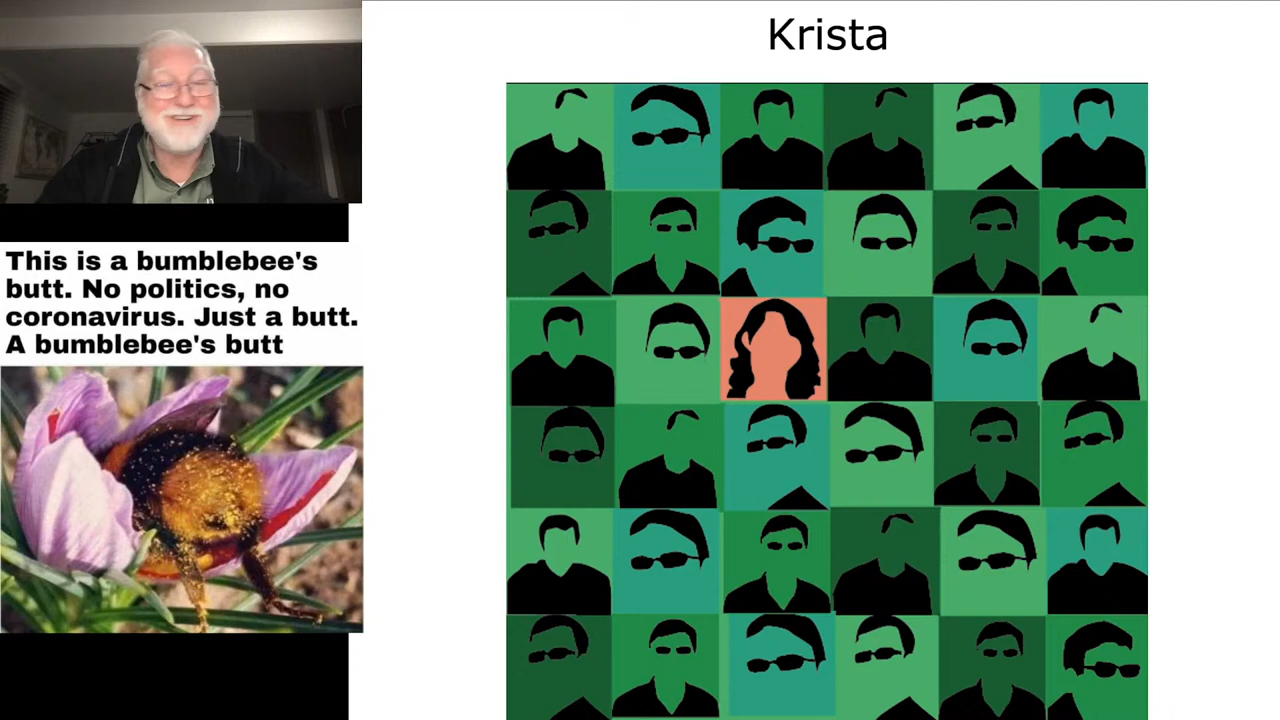 Krista
This is a bumblebee's
butt. No politics, no
coronavirus. Just a butt.
A bumblebee's butt